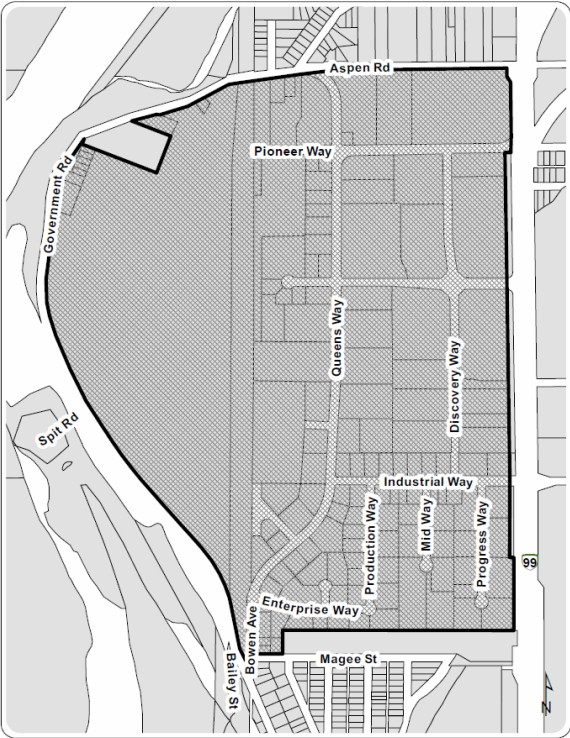 Aspen Rd
Pioneer Way
Government Rd
Queens Way
Discovery Way
Spit Rd
Industrial Way
Production Way
Mid Way
Progress Way
99
Enterprise Way
Bowen Ave
Bailey St
Magee St
N